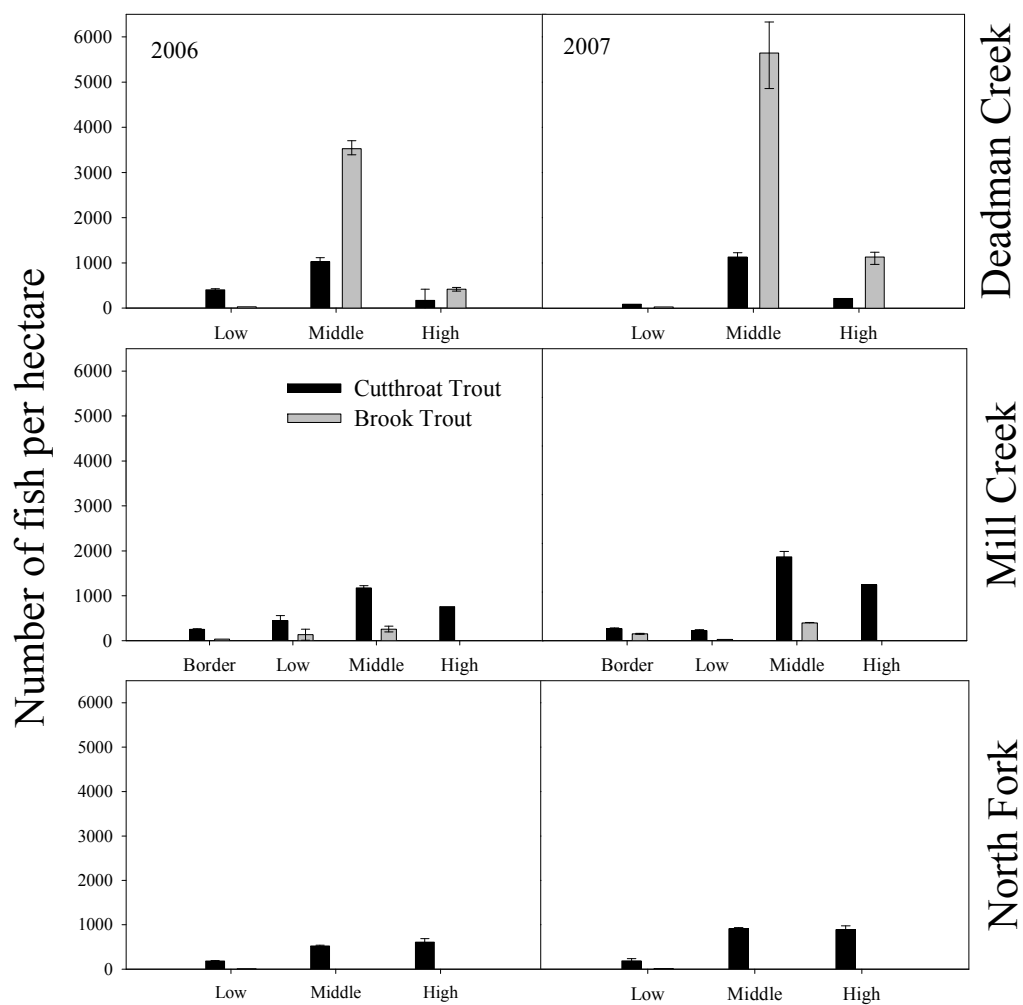 2006
2007
6000
5000
4000
3000
2000
1000
0
Low Middle High
Low Middle High
Deadman Creek
Number of fish per hectare
Cutthroat Trout
Brook Trout
6000
5000
4000
3000
2000
1000
0
Border Low Middle High
Border Low Middle High
Mill Creek
6000
5000
4000
3000
2000
1000
0
Low Middle High
Low Middle High
North Fork